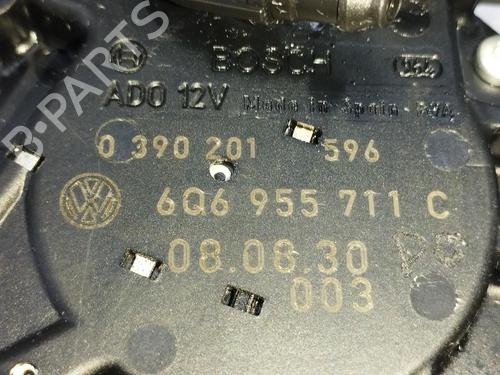 BOSCH
ADO 12V Made in Spain
0 390 201 596
6Q6 955 711 C
08.08.30
003
B-PARTS